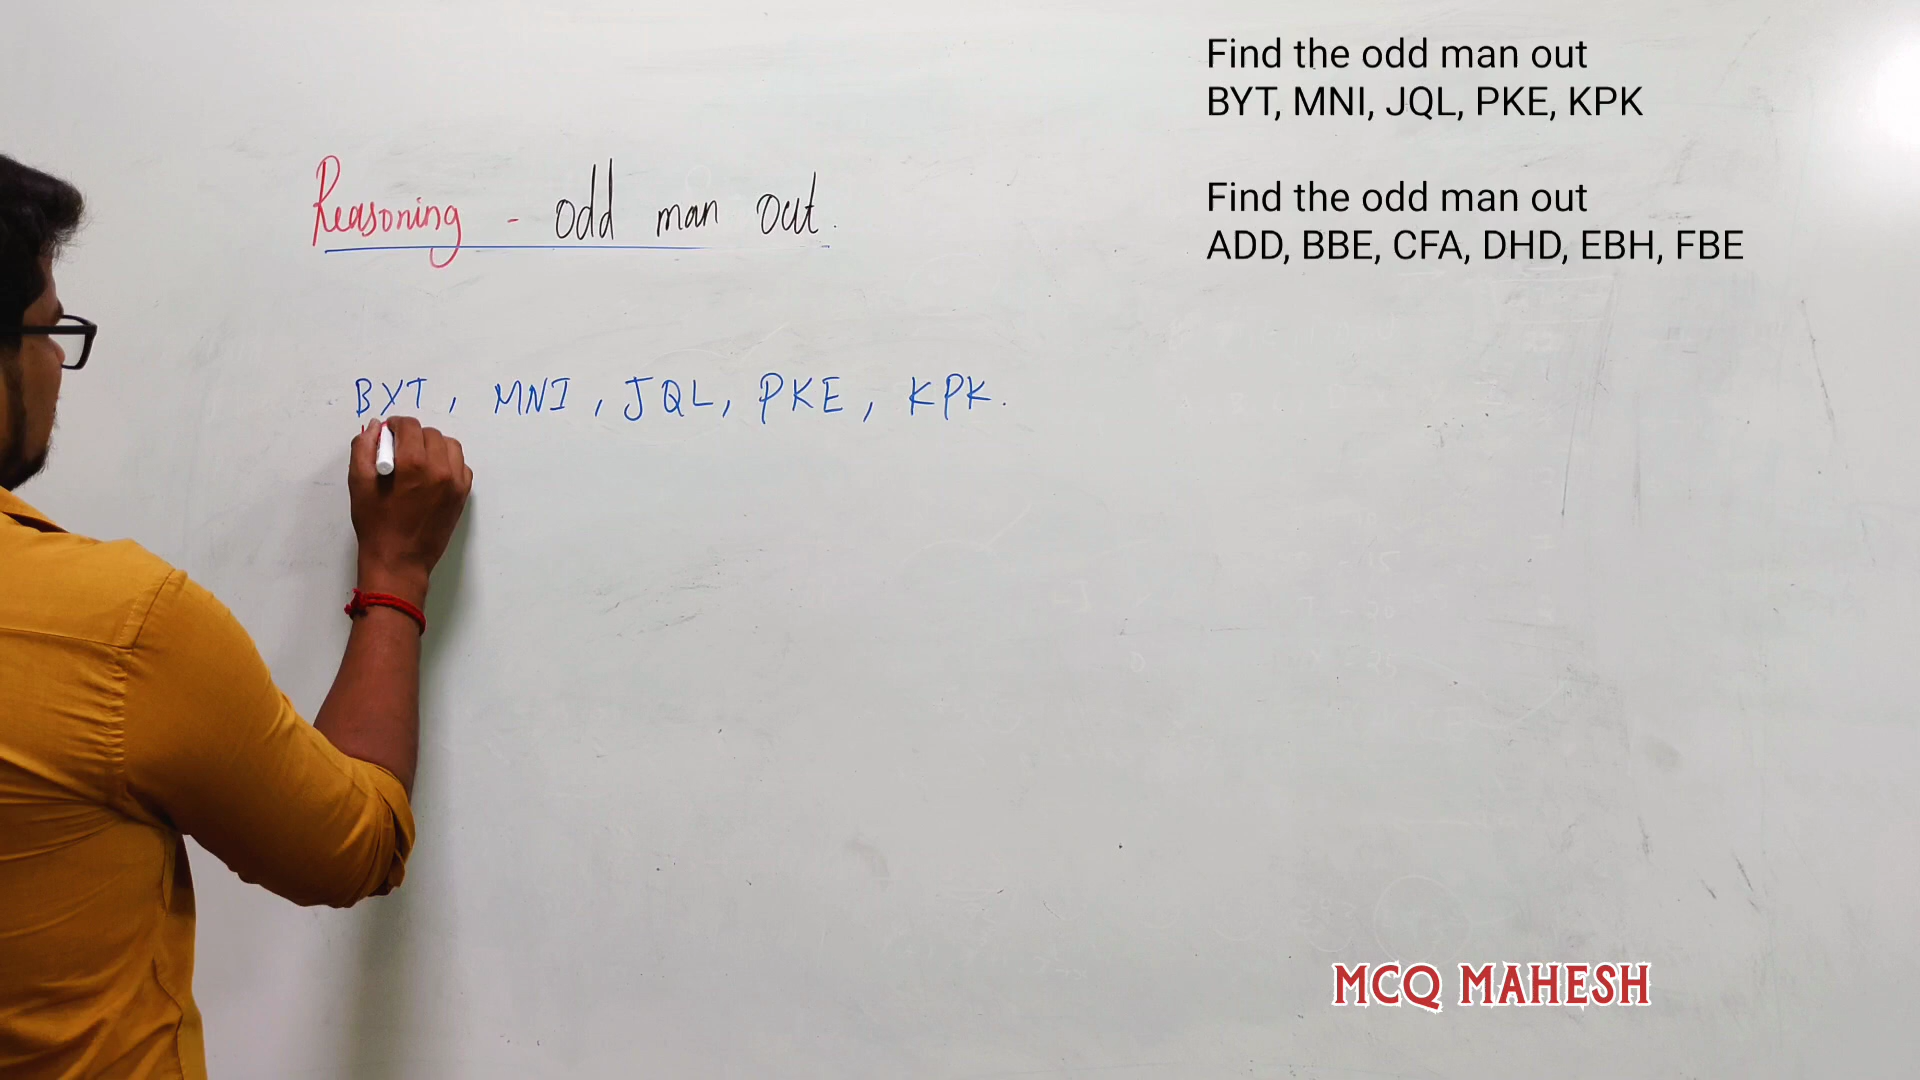 Find the odd man out
BYT, MNI, JQL, PKE, KPK
Find the odd man out
ADD, BBE, CFA, DHD, EBH, FBE
Reasoning - odd man out.
BYT, MNI, JQL, PKE, KPK.
MCQ MAHESH